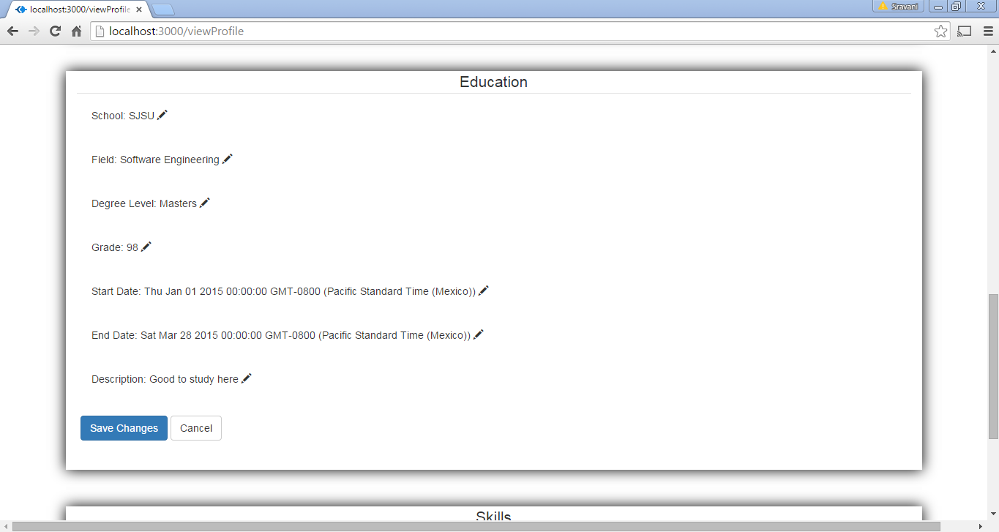 localhost:3000/viewProfile
Sravani
localhost:3000/viewProfile
Education
School: SJSU
Field: Software Engineering
Degree Level: Masters
Grade: 98
Start Date: Thu Jan 01 2015 00:00:00 GMT-0800 (Pacific Standard Time (Mexico))
End Date: Sat Mar 28 2015 00:00:00 GMT-0800 (Pacific Standard Time (Mexico))
Description: Good to study here
Save Changes Cancel
Skills